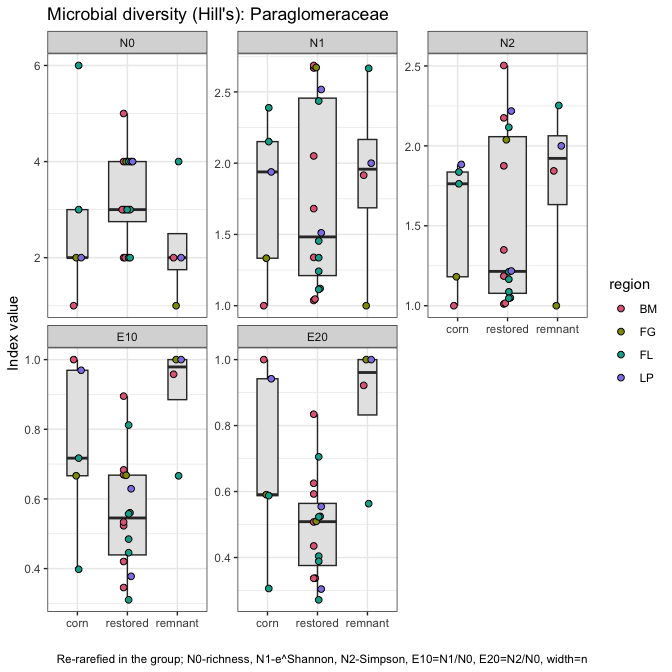 Microbial diversity (Hill's): Paraglomeraceae
N0
N1
N2
6
4
2
2.5
2.0
1.5
1.0
2.5
2.0
1.5
1.0
corn restored remnant
Index value
E10
E20
1.0
0.8
0.6
0.4
1.0
0.8
0.6
0.4
corn restored remnant
corn restored remnant
region
BM
FG
FL
LP
Re-rarefied in the group; N0-richness, N1-e^Shannon, N2-Simpson, E10=N1/N0, E20=N2/N0, width=n